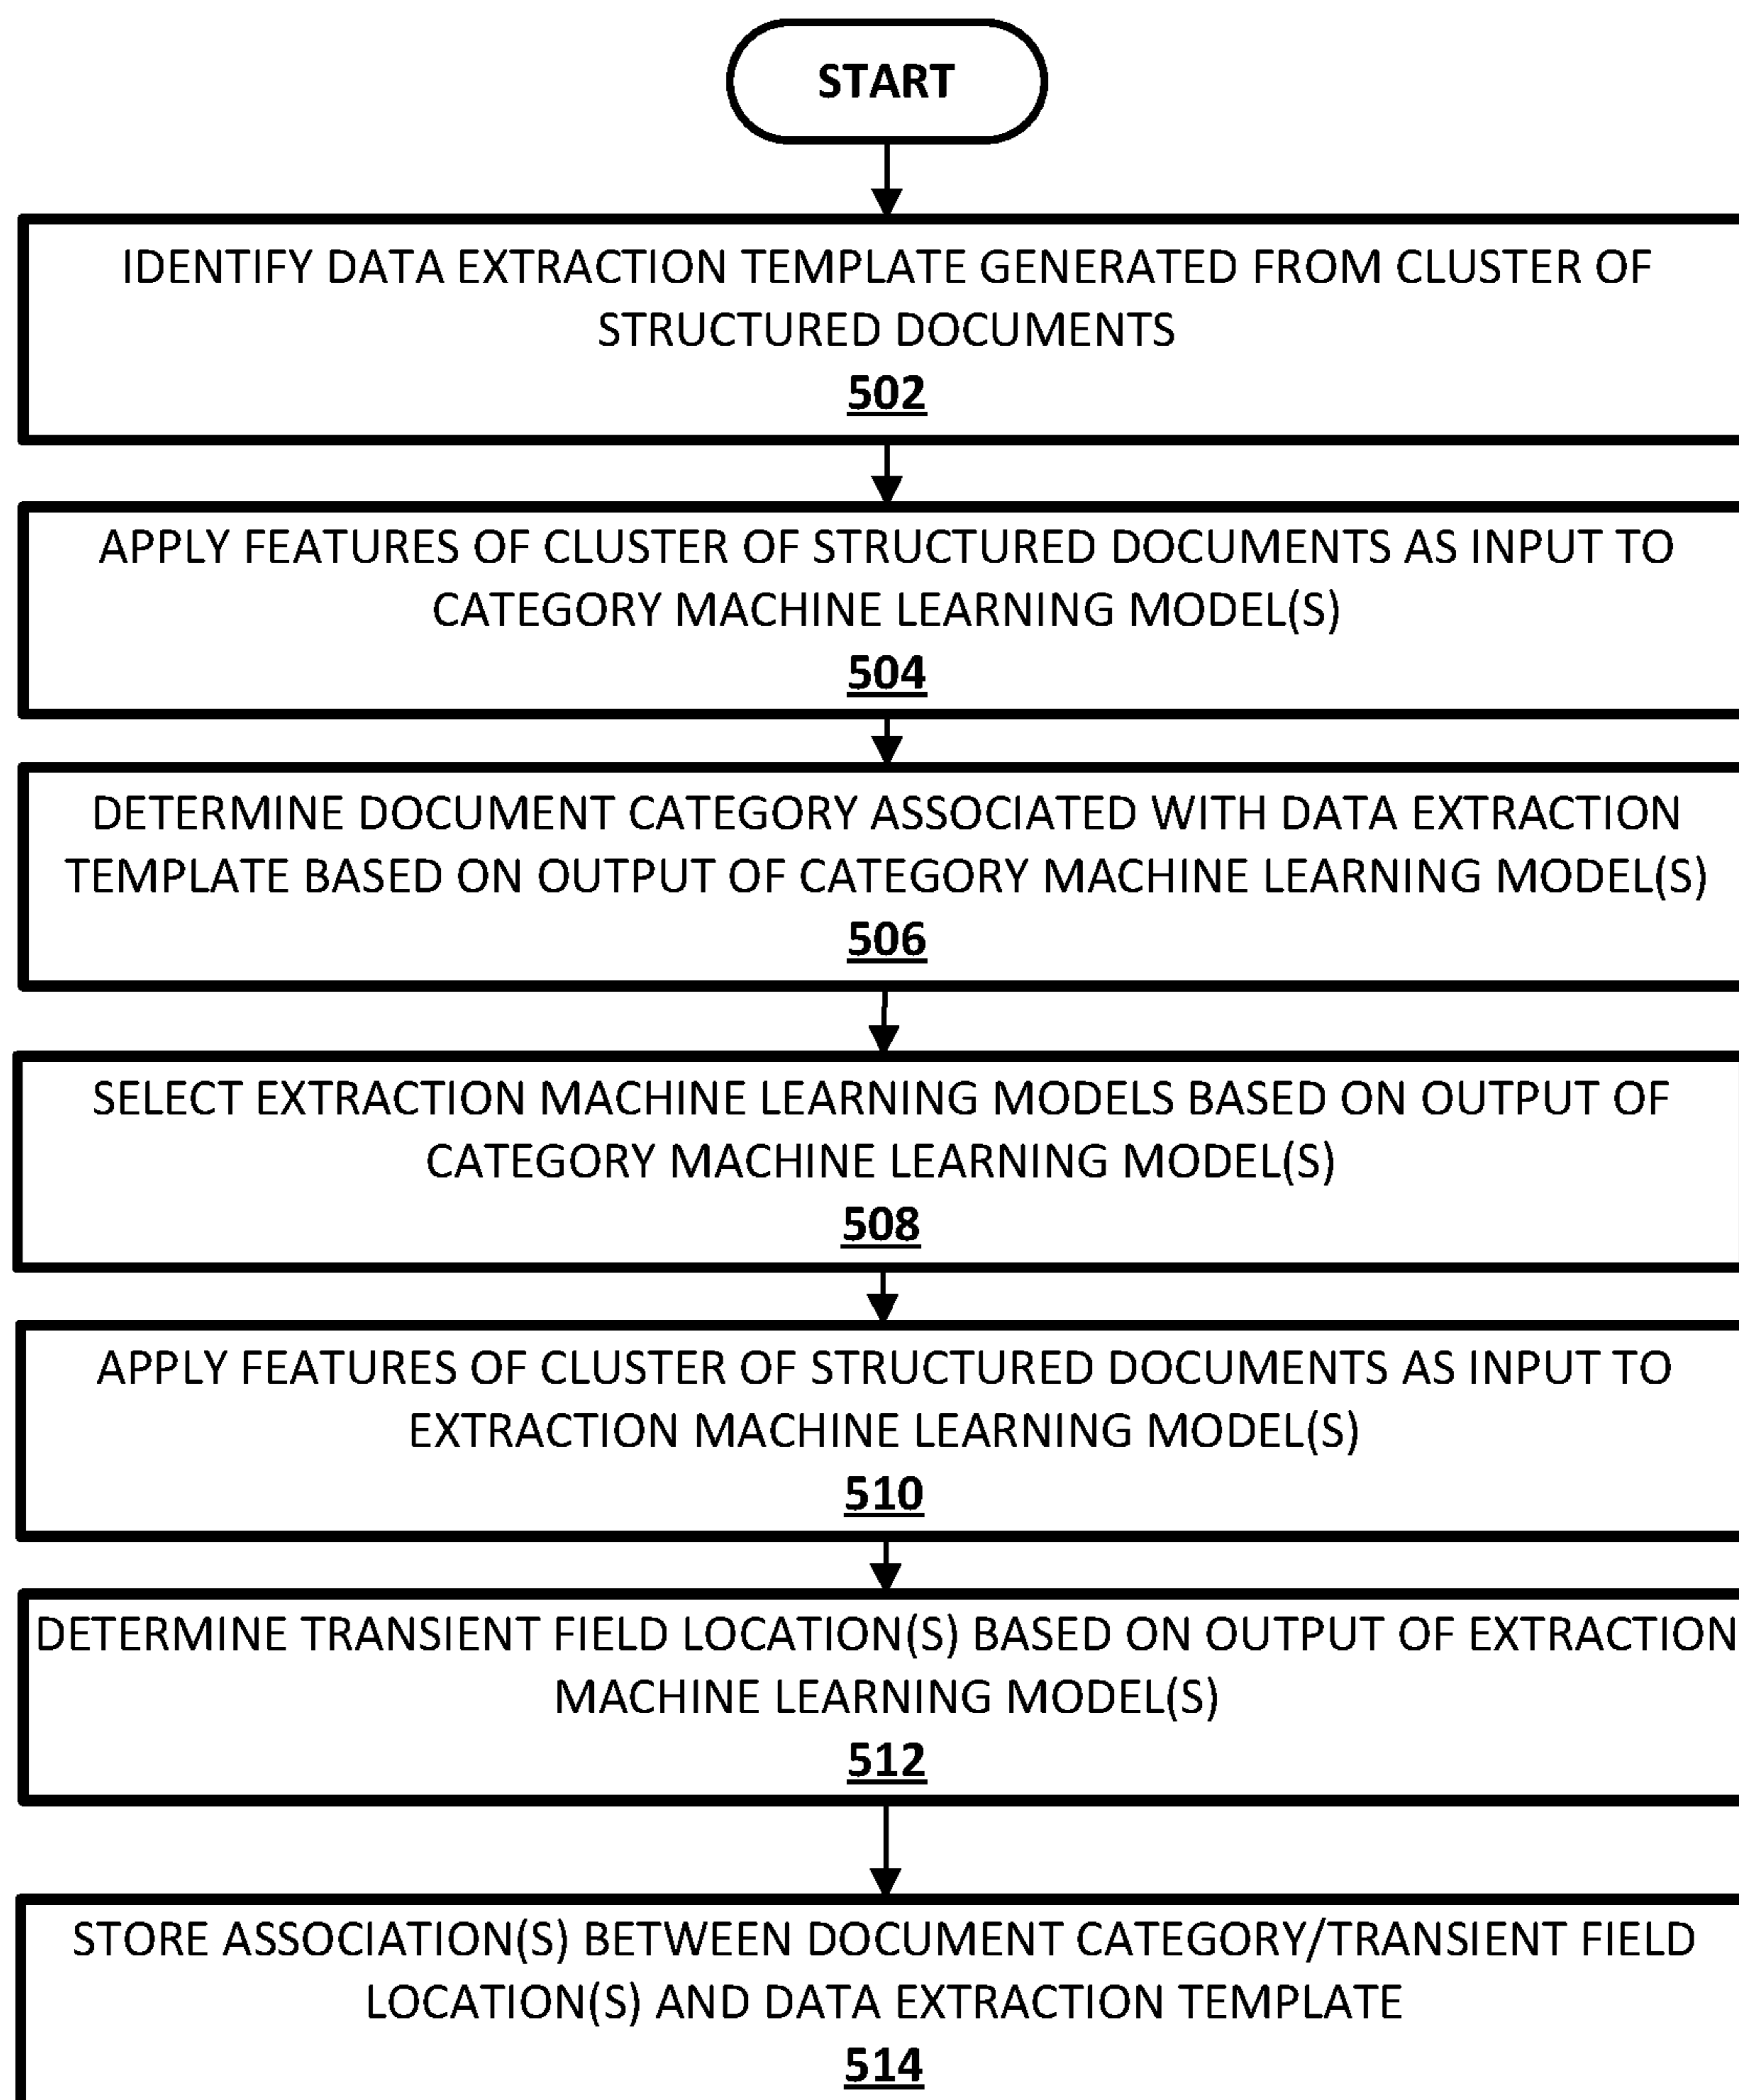 START
IDENTIFY DATA EXTRACTION TEMPLATE GENERATED FROM CLUSTER OF
STRUCTURED DOCUMENTS
502
APPLY FEATURES OF CLUSTER OF STRUCTURED DOCUMENTS AS INPUT TO
CATEGORY MACHINE LEARNING MODEL(S)
504
DETERMINE DOCUMENT CATEGORY ASSOCIATED WITH DATA EXTRACTION
TEMPLATE BASED ON OUTPUT OF CATEGORY MACHINE LEARNING MODEL(S)
506
SELECT EXTRACTION MACHINE LEARNING MODELS BASED ON OUTPUT OF
CATEGORY MACHINE LEARNING MODEL(S)
508
APPLY FEATURES OF CLUSTER OF STRUCTURED DOCUMENTS AS INPUT TO
EXTRACTION MACHINE LEARNING MODEL(S)
510
DETERMINE TRANSIENT FIELD LOCATION(S) BASED ON OUTPUT OF EXTRACTION
MACHINE LEARNING MODEL(S)
512
STORE ASSOCIATION(S) BETWEEN DOCUMENT CATEGORY/TRANSIENT FIELD
LOCATION(S) AND DATA EXTRACTION TEMPLATE
514